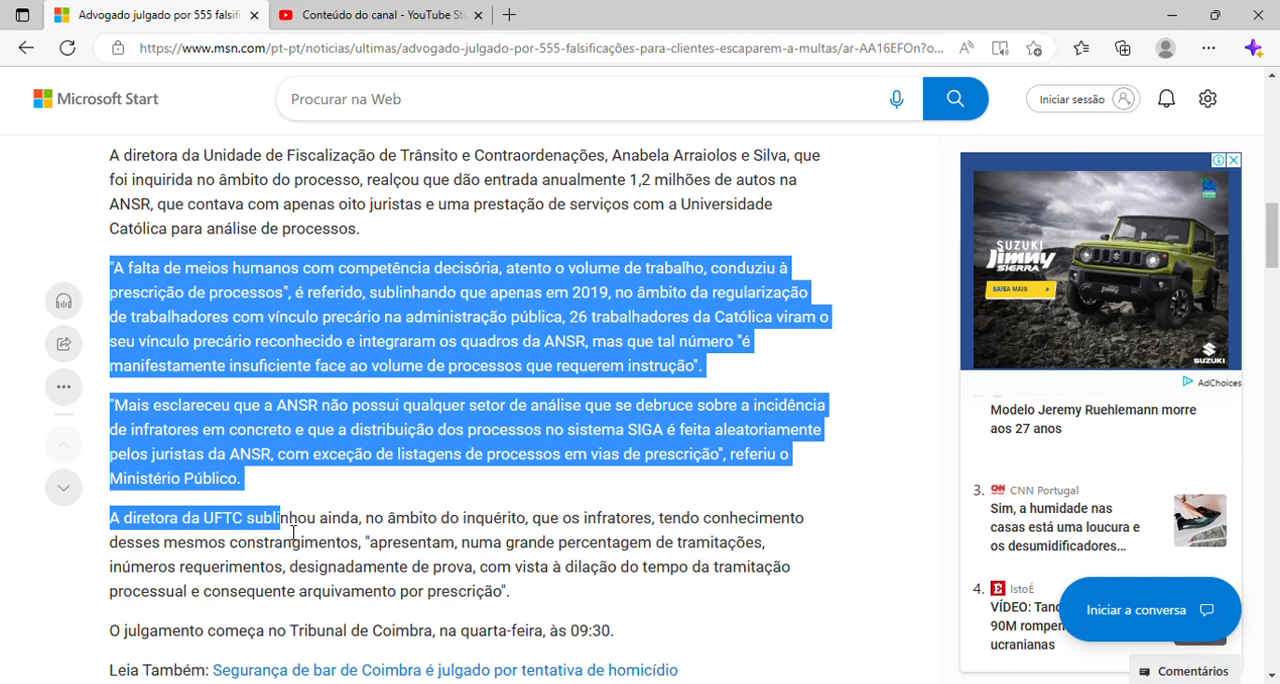 Advogado julgado por 555 falsifi
Conteúdo do canal - YouTube St
https://www.msn.com/pt-pt/noticias/ultimas/advogado-julgado-por-555-falsificações-para-clientes-escaparem-a-multas/ar-AA16EFOn?o...
Microsoft Start
Procurar na Web
Iniciar sessão
A diretora da Unidade de Fiscalização de Trânsito e Contraordenações, Anabela Arraiolos e Silva, que
foi inquirida no âmbito do processo, realçou que dão entrada anualmente 1,2 milhões de autos na
ANSR, que contava com apenas oito juristas e uma prestação de serviços com a Universidade
Católica para análise de processos.
"A falta de meios humanos com competência decisória, atento o volume de trabalho, conduziu à
prescrição de processos", é referido, sublinhando que apenas em 2019, no âmbito da regularização
de trabalhadores com vínculo precário na administração pública, 26 trabalhadores da Católica viram o
seu vínculo precário reconhecido e integraram os quadros da ANSR, mas que tal número "é
manifestamente insuficiente face ao volume de processos que requerem instrução".
"Mais esclareceu que a ANSR não possui qualquer setor de análise que se debruce sobre a incidência
de infratores em concreto e que a distribuição dos processos no sistema SIGA é feita aleatoriamente
pelos juristas da ANSR, com exceção de listagens de processos em vias de prescrição", referiu o
Ministério Público.
A diretora da UFTC sublinhou ainda, no âmbito do inquérito, que os infratores, tendo conhecimento
desses mesmos constrangimentos, "apresentam, numa grande percentagem de tramitações,
inúmeros requerimentos, designadamente de prova, com vista à dilação do tempo da tramitação
processual e consequente arquivamento por prescrição".
O julgamento começa no Tribunal de Coimbra, na quarta-feira, às 09:30.
Leia Também: Segurança de bar de Coimbra é julgado por tentativa de homicídio
SUZUKI
Jimny
SIERRA
SAIBA MAIS
SUZUKI
AdChoices
Modelo Jeremy Ruehlemann morre
aos 27 anos
3. CNN Portugal
Sim, a humidade nas
casas está uma loucura e
os desumidificadores...
4. IstoÉ
VÍDEO: Tanq
90M rompem
ucranianas
Iniciar a conversa
Comentários